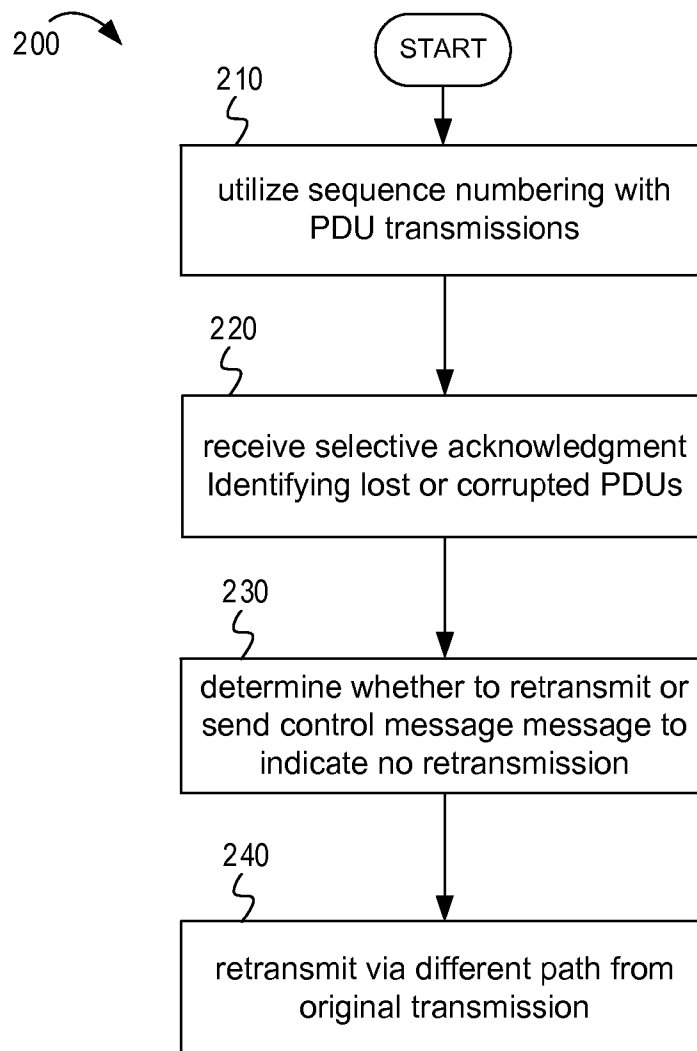 200
START
210
utilize sequence numbering with
PDU transmissions
220
receive selective acknowledgment
Identifying lost or corrupted PDUs
230
determine whether to retransmit or
send control message message to
indicate no retransmission
240
retransmit via different path from
original transmission